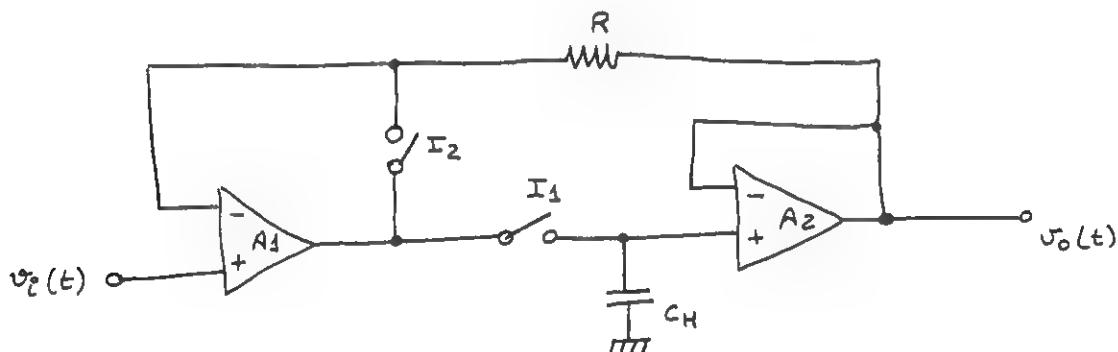 R
I2
I1
-
A1
+
-
A2
+
vi(t)
vo(t)
CH